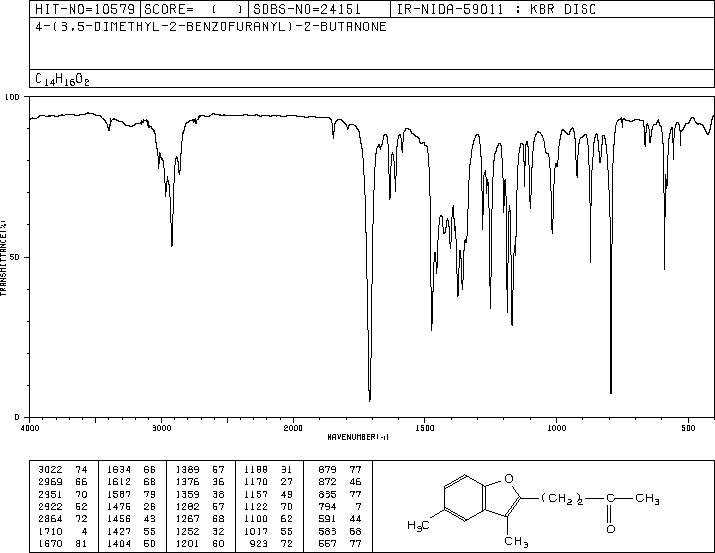 HIT-NO=10579 SCORE= ( ) SDBS-NO=24151 IR-NIDA-59011 : KBR DISC
4-(3,5-DIMETHYL-2-BENZOFURANYL)-2-BUTANONE
C14H16O2
100
50
0
TRANSMITTANCE(%)
4000 3000 2000 1500 1000 500
WAVENUMBER(-1)
3022 74 1634 66 1389 57 1188 31 879 77
2969 66 1612 68 1376 36 1170 27 872 46
2951 70 1587 79 1359 38 1157 49 835 77
2922 52 1475 26 1282 57 1122 70 794 7
2864 72 1456 43 1267 68 1100 62 591 44
1710 4 1427 55 1252 32 1017 55 583 68
1670 81 1404 50 1201 60 923 72 557 77
O
(CH2)2 C CH3
O
H3C
CH3